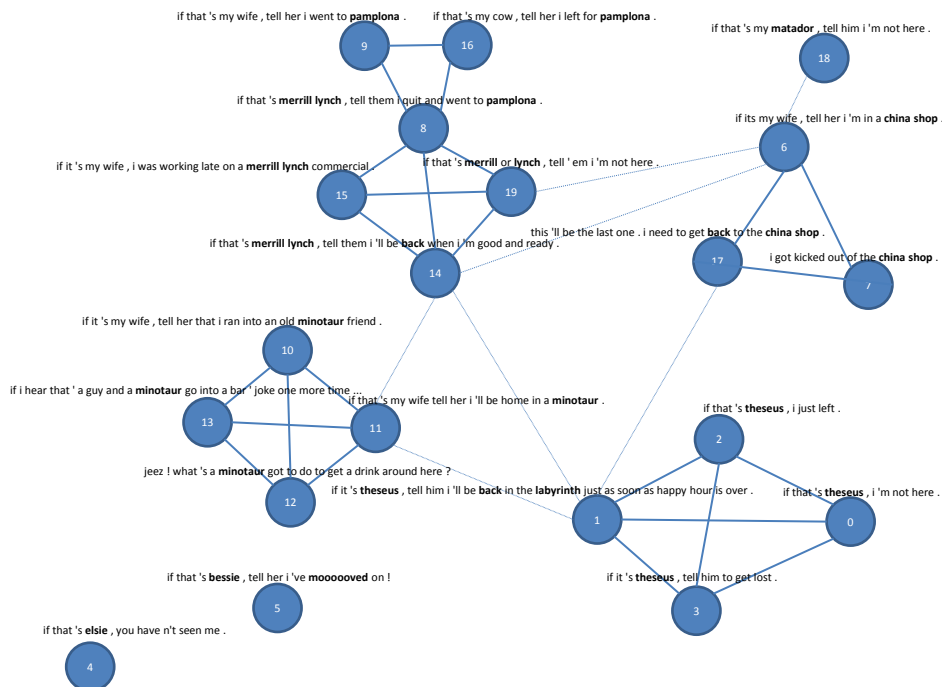 if that 's my wife , tell her i went to pamplona .
if that 's my cow , tell her i left for pamplona .
9
16
if that 's my matador , tell him i 'm not here .
18
if that 's merrill lynch , tell them i quit and went to pamplona .
8
if its my wife , tell her i 'm in a china shop .
6
if it 's my wife , i was working late on a merrill lynch commercial .
if that 's merrill or lynch , tell ' em i 'm not here .
15
19
if that 's merrill lynch , tell them i 'll be back when i 'm good and ready .
14
this 'll be the last one . i need to get back to the china shop .
17
i got kicked out of the china shop .
7
if it 's my wife , tell her that i ran into an old minotaur friend .
10
if i hear that ' a guy and a minotaur go into a bar ' joke one more time ...
13
if that 's my wife tell her i 'll be home in a minotaur .
11
if that 's theseus , i just left .
2
jeez ! what 's a minotaur got to do to get a drink around here ?
12
if it 's theseus , tell him i 'll be back in the labyrinth just as soon as happy hour is over .
1
if that 's theseus , i 'm not here .
0
if that 's bessie , tell her i 've moooooved on !
5
if it 's theseus , tell him to get lost .
3
if that 's elsie , you have n't seen me .
4